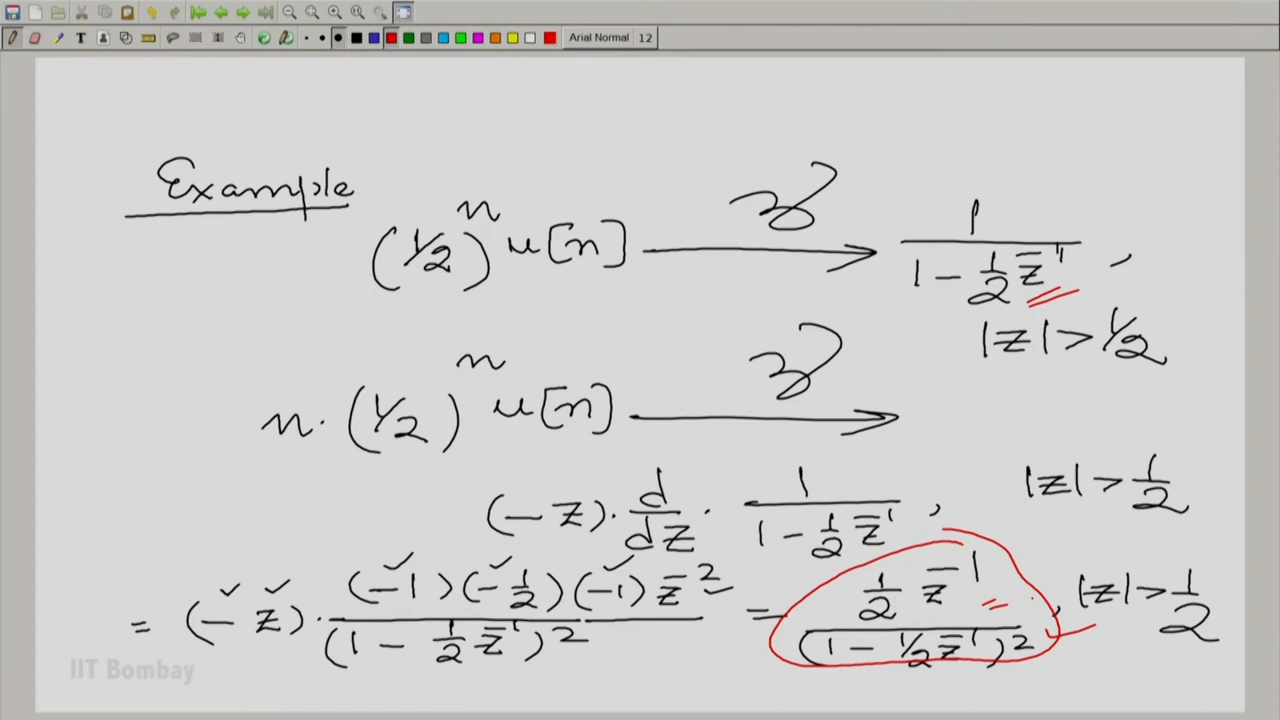 Arial Normal 12
Example
(1/2)^n u[n] ⟶ 𝒵 1/(1 - 1/2 z^-1) ,
|z| > 1/2
n · (1/2)^n u[n] ⟶ 𝒵
(-z) · d/dz · 1/(1 - 1/2 z^-1) , |z| > 1/2
= (-z) · (-1)(-1/2)(-1) z^-2/(1 - 1/2 z^-1)^2 = 1/2 z^-1/(1 - 1/2 z^-1)^2 , |z| > 1/2
IIT Bombay